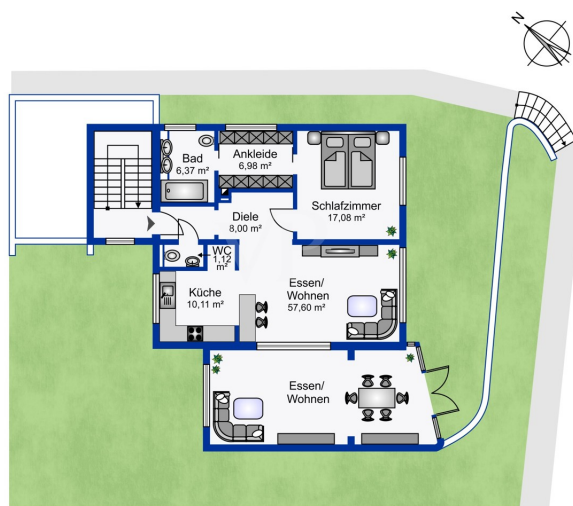 N
Bad
6,37 m²
Ankleide
6,98 m²
Schlafzimmer
17,08 m²
Diele
8,00 m²
WC
1,12
m²
Küche
10,11 m²
Essen/
Wohnen
57,60 m²
Essen/
Wohnen